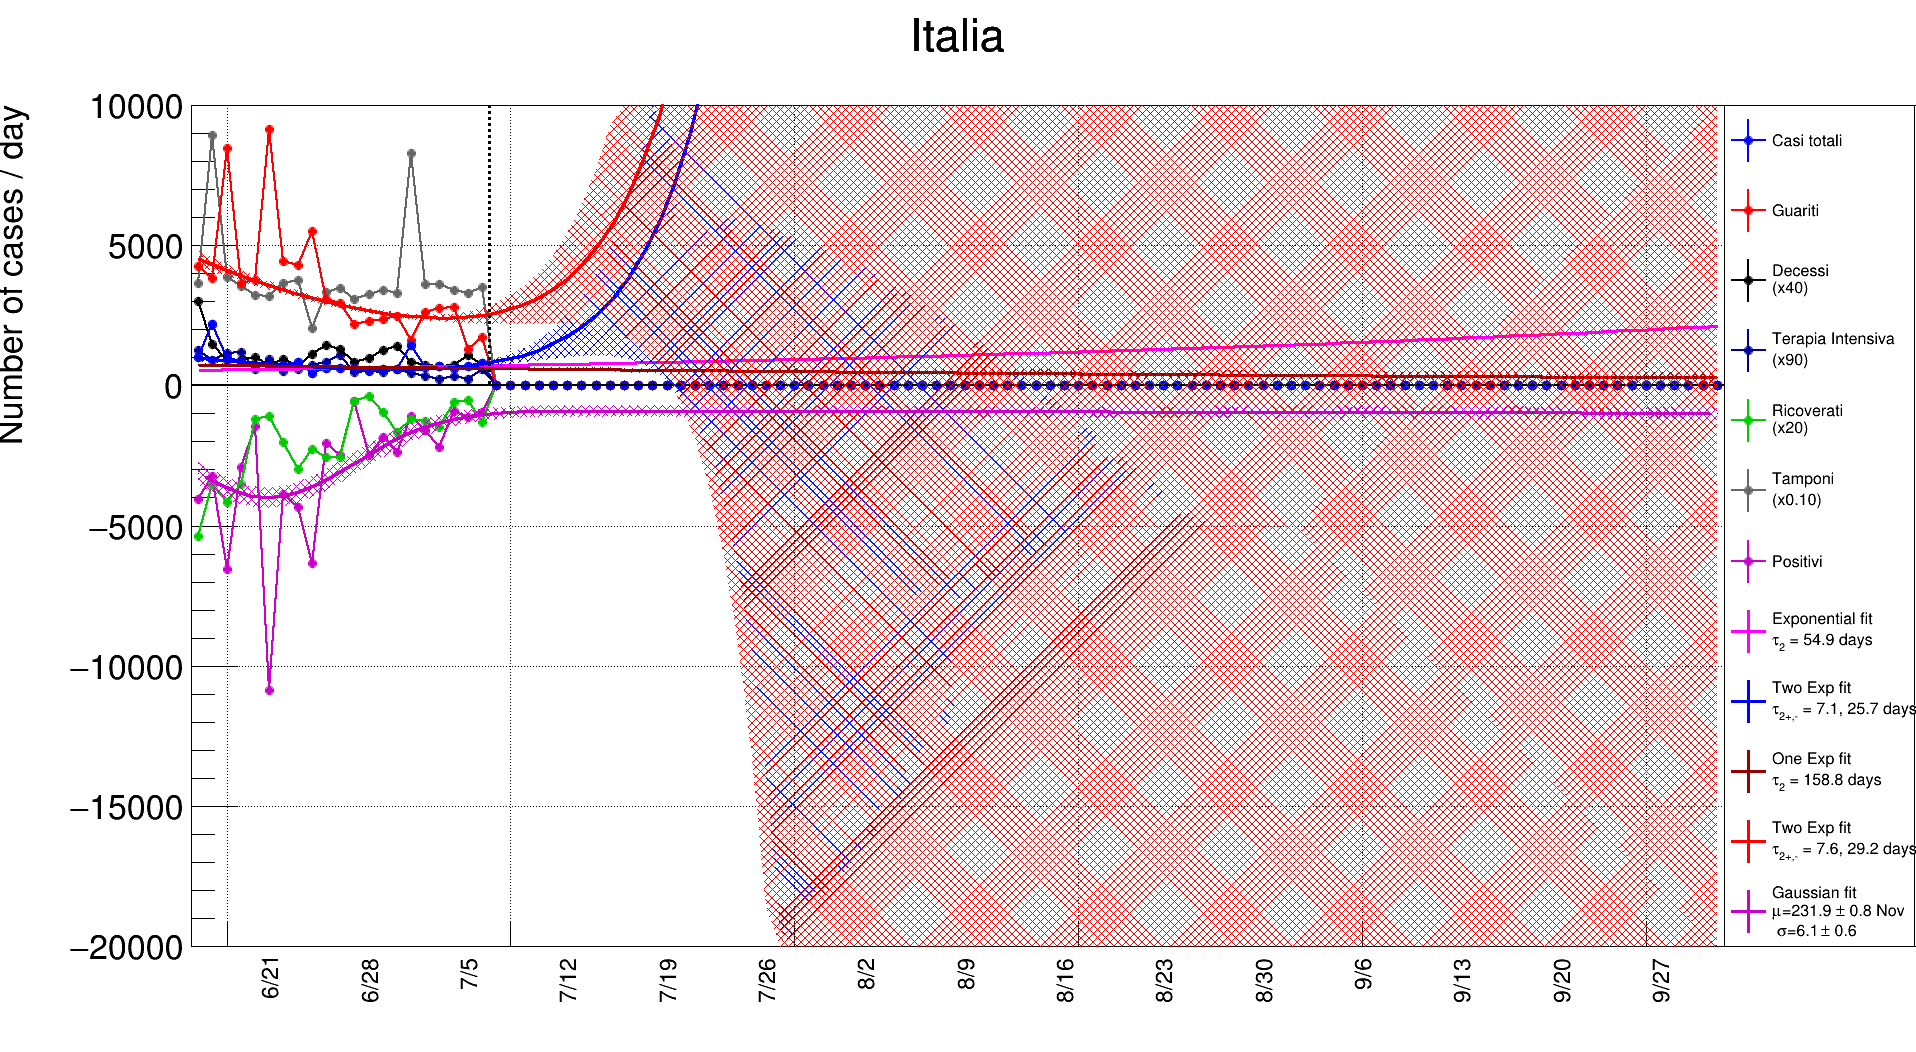 Italia
Number of cases / day
10000
5000
0
−5000
−10000
−15000
−20000
6/21
6/28
7/5
7/12
7/19
7/26
8/2
8/9
8/16
8/23
8/30
9/6
9/13
9/20
9/27
Casi totali
Guariti
Decessi
(x40)
Terapia Intensiva
(x90)
Ricoverati
(x20)
Tamponi
(x0.10)
Positivi
Exponential fit
τ2 = 54.9 days
Two Exp fit
τ2+,- = 7.1, 25.7 days
One Exp fit
τ2 = 158.8 days
Two Exp fit
τ2+,- = 7.6, 29.2 days
Gaussian fit
μ=231.9 ± 0.8 Nov
σ=6.1 ± 0.6